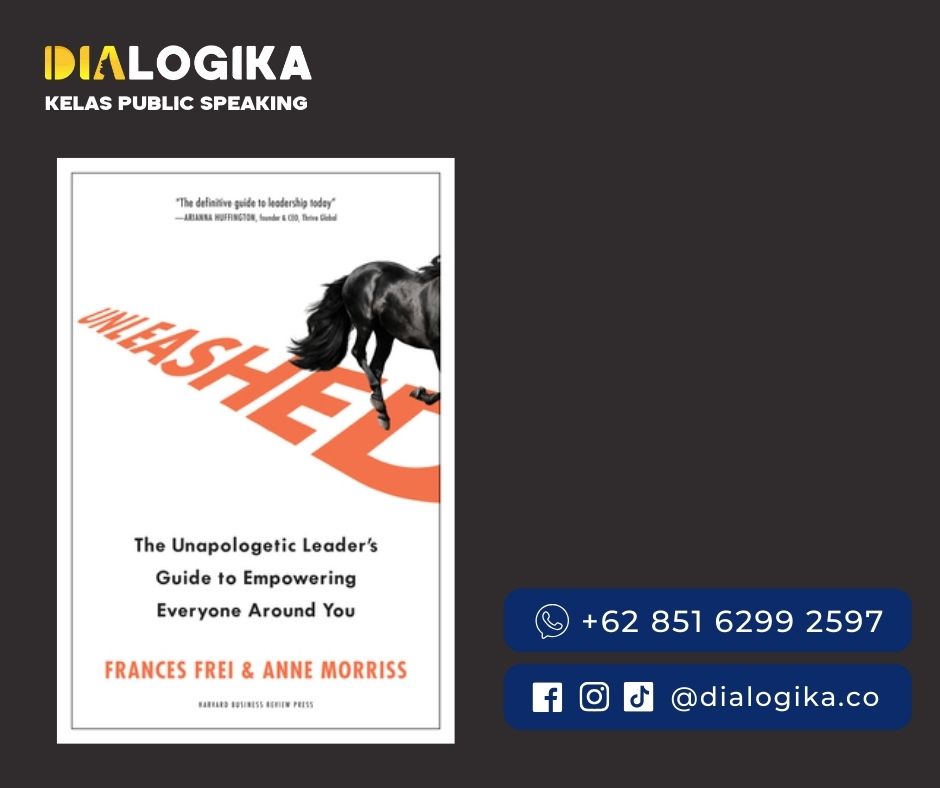 DIALOGIKA
KELAS PUBLIC SPEAKING
"The definitive guide to leadership today"
—ARIANNA HUFFINGTON, founder & CEO, Thrive Global
UNLEASHED
The Unapologetic Leader's
Guide to Empowering
Everyone Around You
FRANCES FREI & ANNE MORRISS
HARVARD BUSINESS REVIEW PRESS
+62 851 6299 2597
@dialogika.co